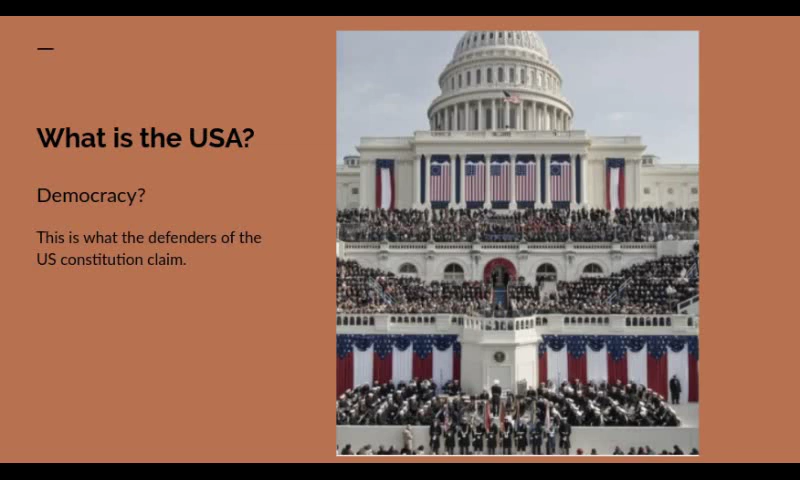 What is the USA?
Democracy?
This is what the defenders of the
US constitution claim.